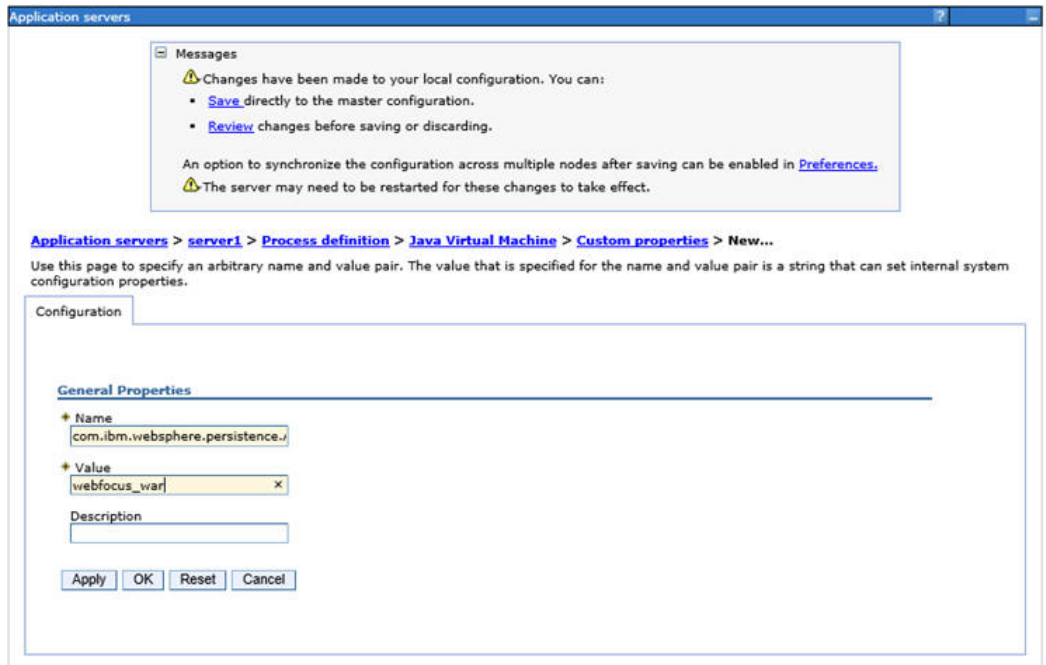 Application servers ? –
Messages
Changes have been made to your local configuration. You can:
▪ Save directly to the master configuration.
▪ Review changes before saving or discarding.
An option to synchronize the configuration across multiple nodes after saving can be enabled in Preferences.
The server may need to be restarted for these changes to take effect.
Application servers > server1 > Process definition > Java Virtual Machine > Custom properties > New...
Use this page to specify an arbitrary name and value pair. The value that is specified for the name and value pair is a string that can set internal system
configuration properties.
Configuration
General Properties
Name
com.ibm.websphere.persistence.
Value
webfocus_war
Description
Apply OK Reset Cancel